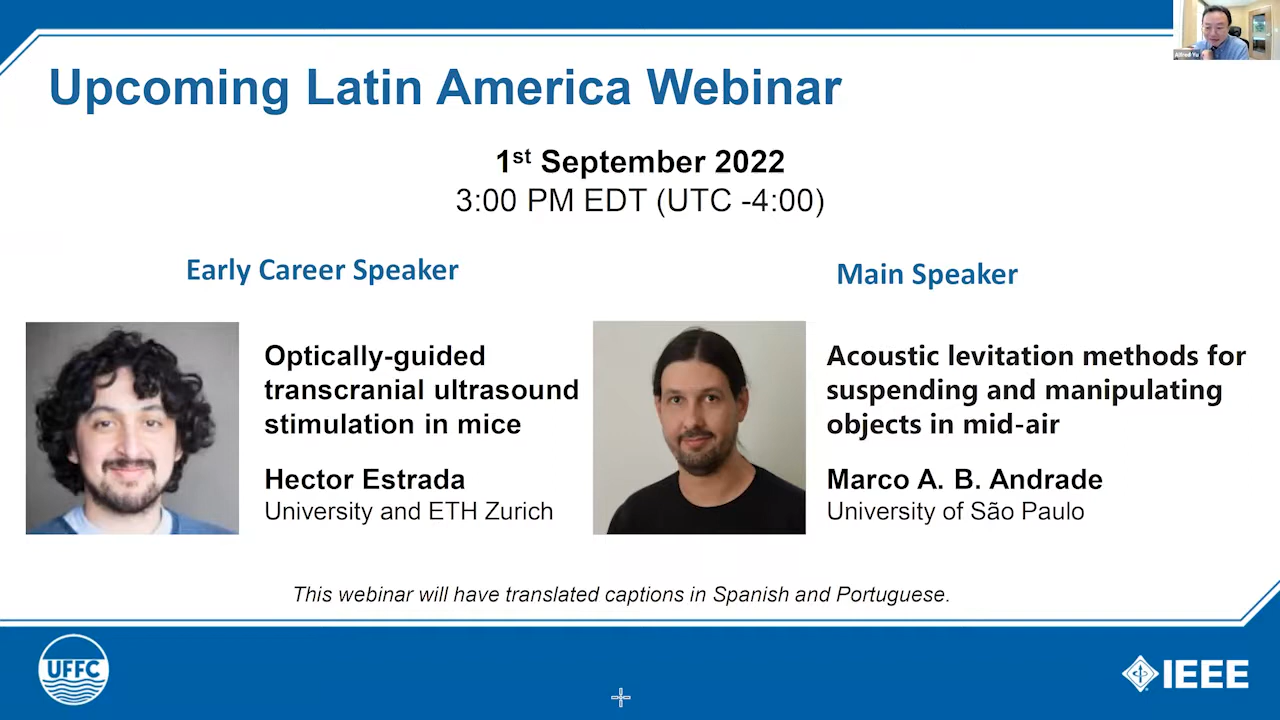 Upcoming Latin America Webinar
1st September 2022
3:00 PM EDT (UTC -4:00)
Early Career Speaker
Optically-guided
transcranial ultrasound
stimulation in mice
Hector Estrada
University and ETH Zurich
Main Speaker
Acoustic levitation methods for
suspending and manipulating
objects in mid-air
Marco A. B. Andrade
University of São Paulo
This webinar will have translated captions in Spanish and Portuguese.
UFFC
IEEE
Alfred Yu